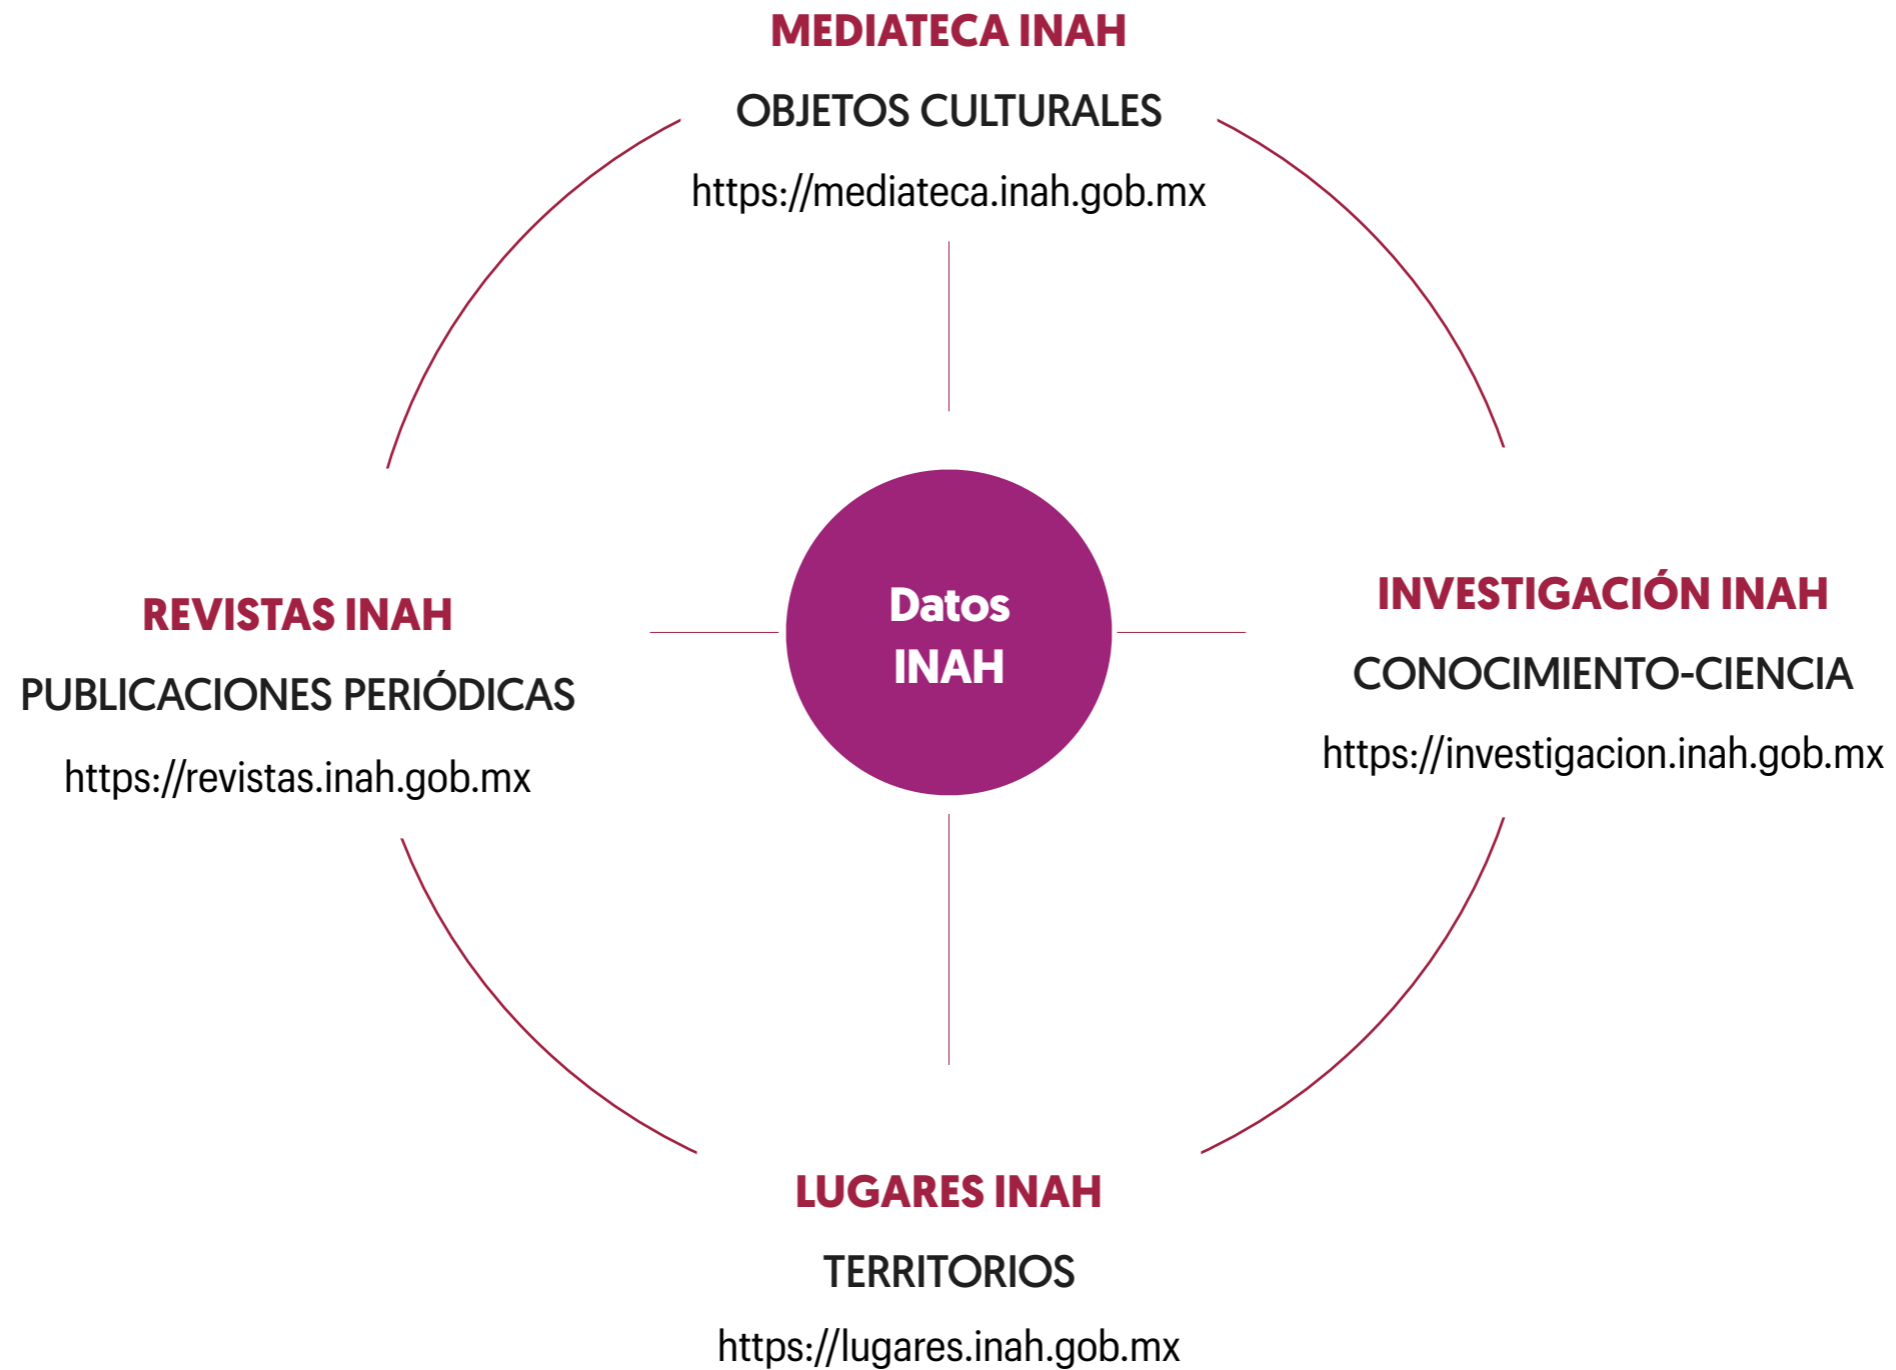 MEDIATECA INAH
OBJETOS CULTURALES
https://mediateca.inah.gob.mx
REVISTAS INAH
PUBLICACIONES PERIÓDICAS
https://revistas.inah.gob.mx
Datos
INAH
INVESTIGACIÓN INAH
CONOCIMIENTO-CIENCIA
https://investigacion.inah.gob.mx
LUGARES INAH
TERRITORIOS
https://lugares.inah.gob.mx